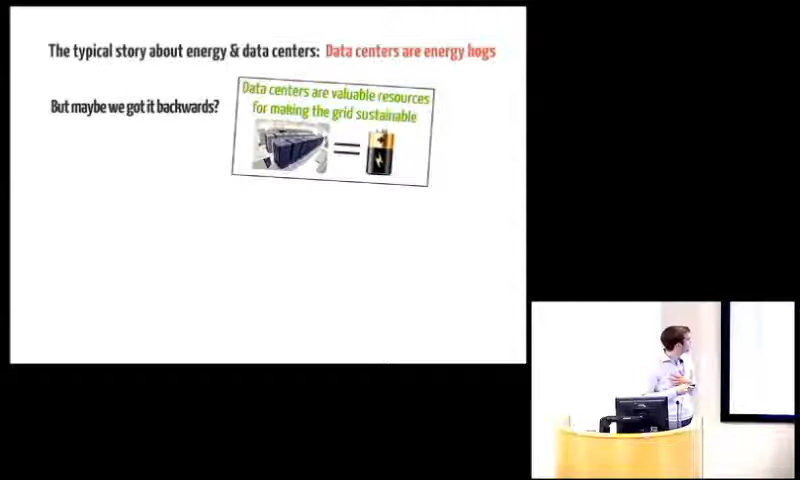 The typical story about energy & data centers: Data centers are energy hogs
But maybe we got it backwards?
Data centers are valuable resources
for making the grid sustainable